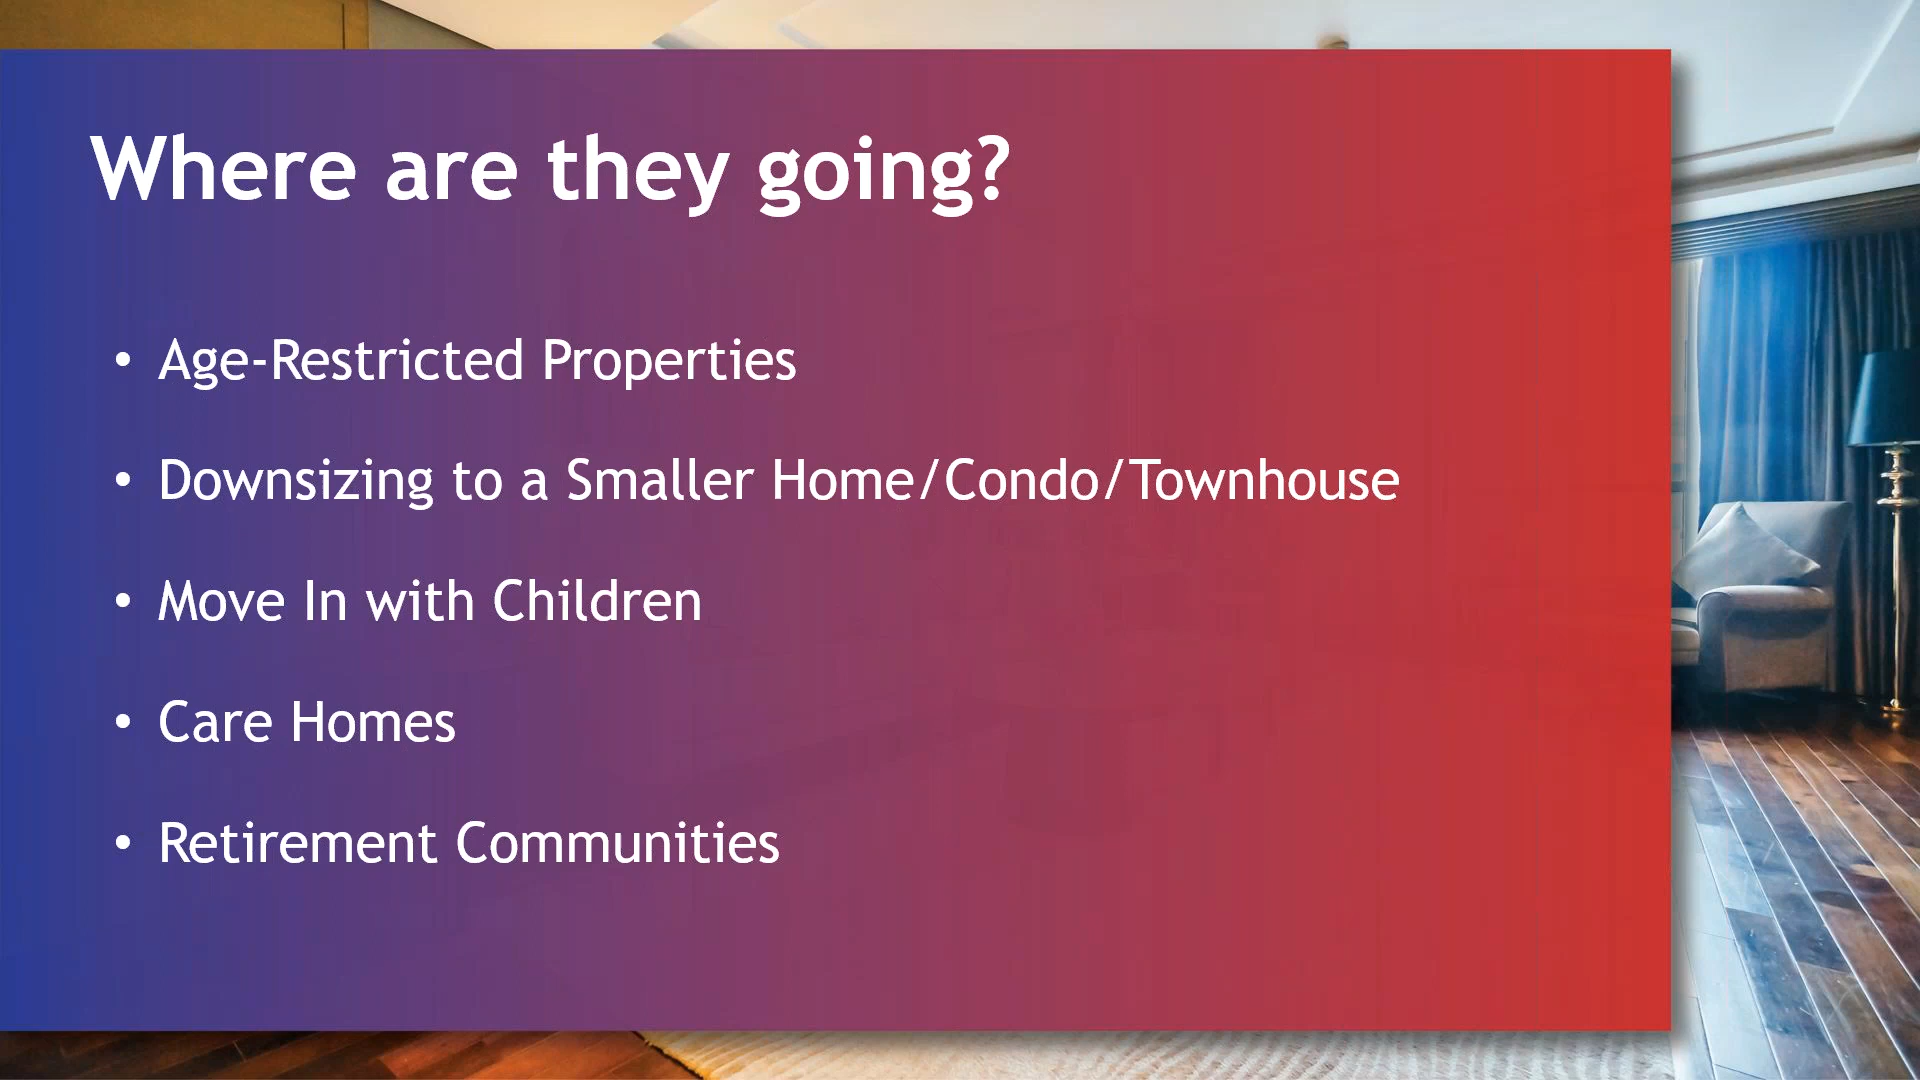 Where are they going?
• Age-Restricted Properties
• Downsizing to a Smaller Home/Condo/Townhouse
• Move In with Children
• Care Homes
• Retirement Communities